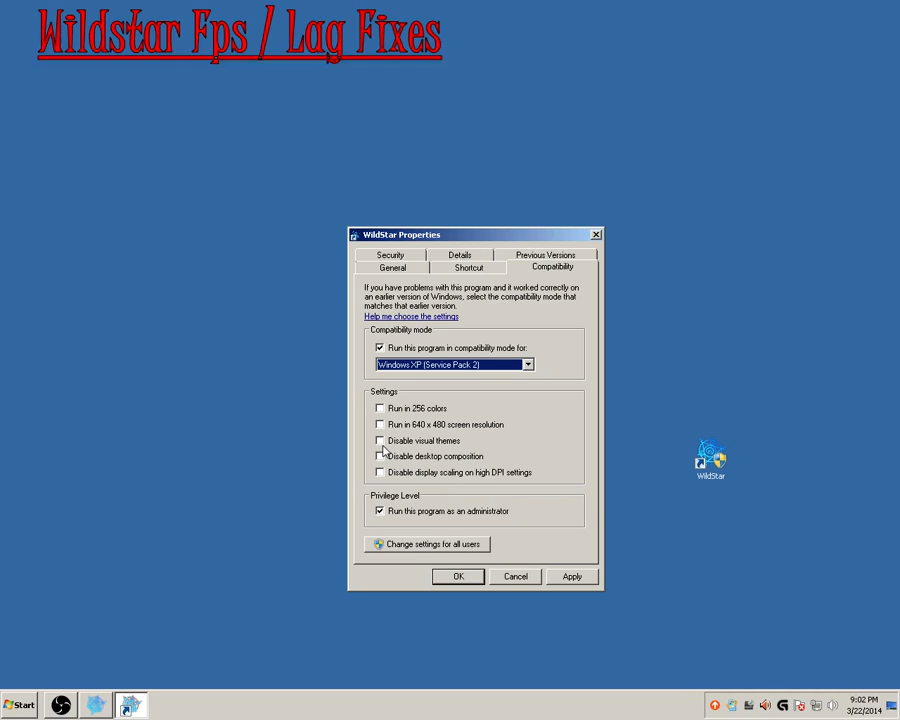 Wildstar Fps / Lag Fixes
WildStar Properties
Security
Details
Previous Versions
General
Shortcut
Compatibility
If you have problems with this program and it worked correctly on
an earlier version of Windows, select the compatibility mode that
matches that earlier version.
Help me choose the settings
Compatibility mode
Run this program in compatibility mode for:
Windows XP (Service Pack 2)
Settings
Run in 256 colors
Run in 640 x 480 screen resolution
Disable visual themes
Disable desktop composition
Disable display scaling on high DPI settings
Privilege Level
Run this program as an administrator
Change settings for all users
OK
Cancel
Apply
WildStar
Start
9:02 PM
3/22/2014